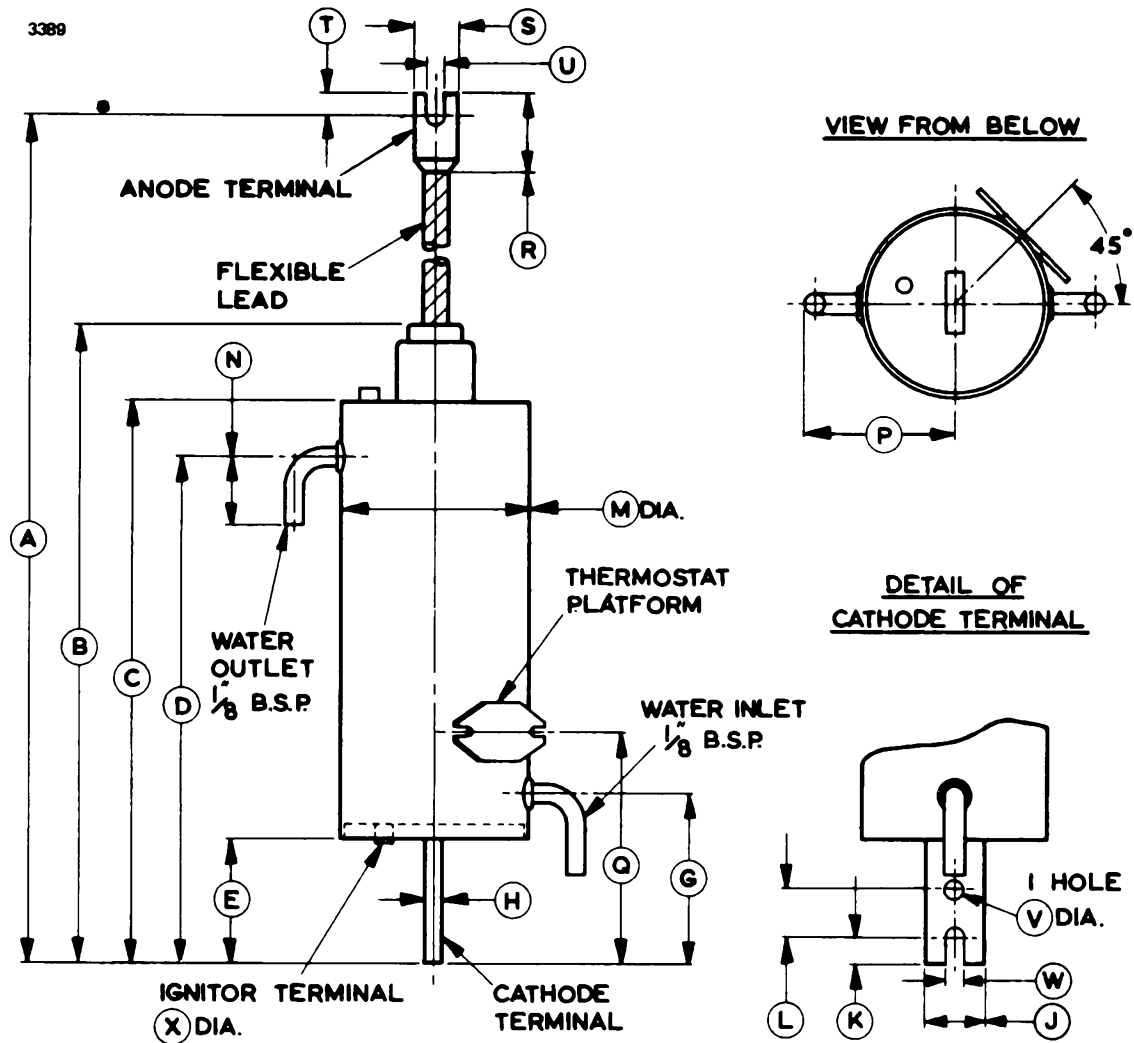 3389
T
S
U
ANODE TERMINAL
R
FLEXIBLE
LEAD
VIEW FROM BELOW
45°
P
N
A
B
C
D
M DIA.
THERMOSTAT
PLATFORM
WATER
OUTLET
1/8" B.S.P.
WATER INLET
1/8" B.S.P.
E
H
Q
G
IGNITOR TERMINAL
X DIA.
CATHODE
TERMINAL
DETAIL OF
CATHODE TERMINAL
1 HOLE
V DIA.
W
L
K
J